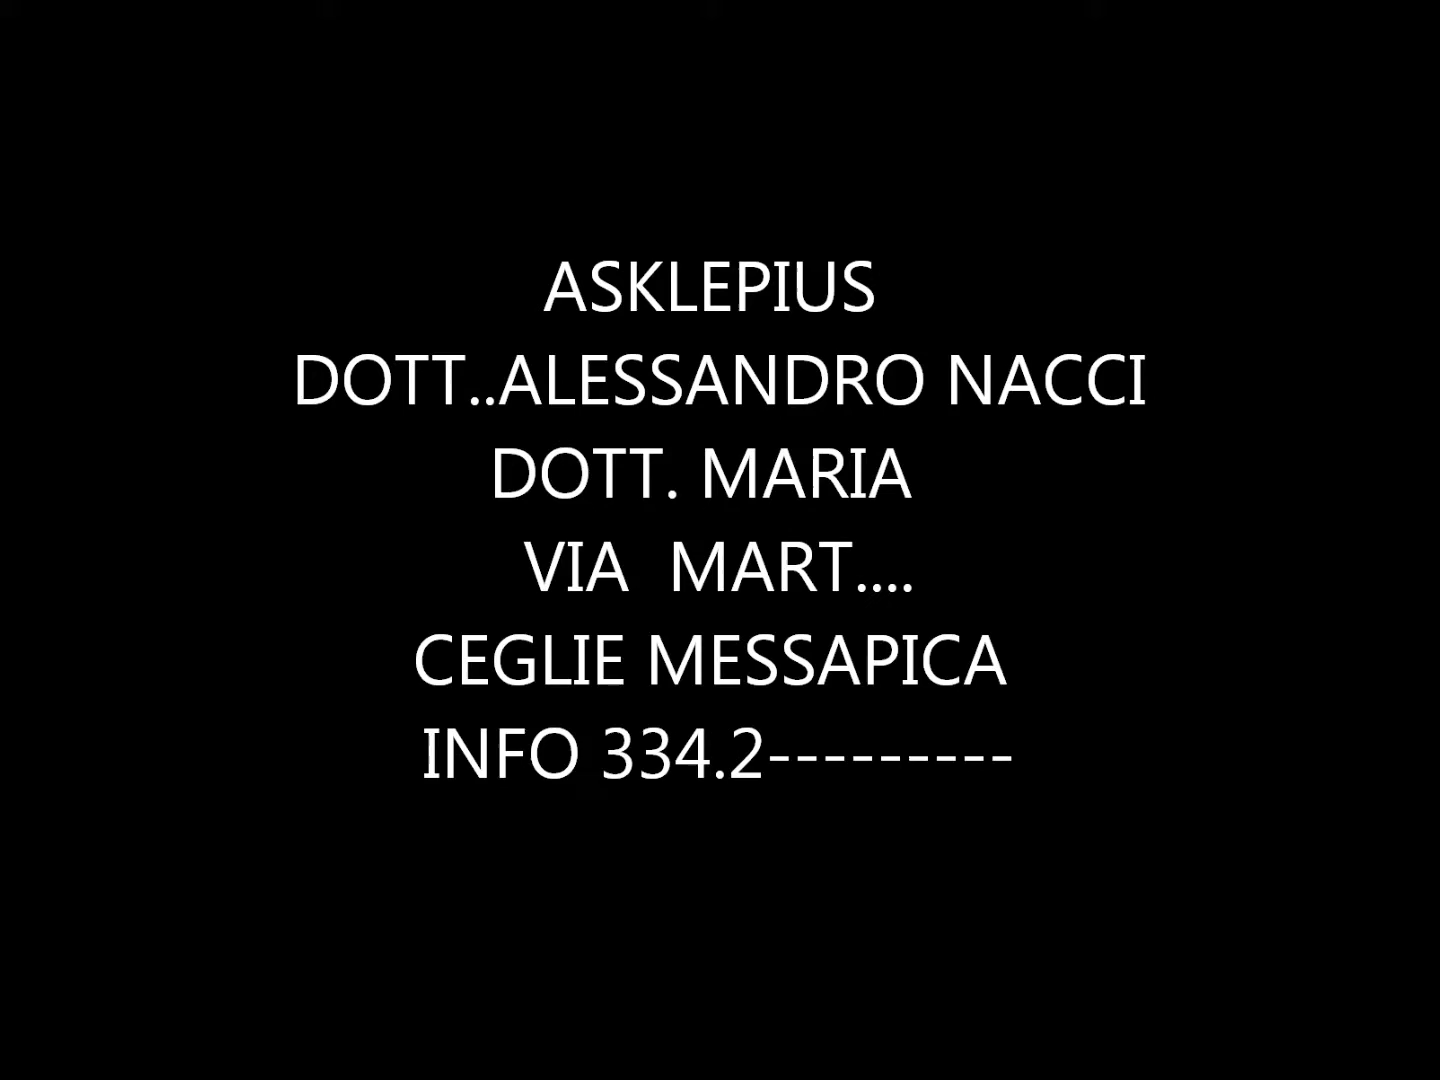 ASKLEPIUS
DOTT..ALESSANDRO NACCI
DOTT. MARIA
VIA  MART....
CEGLIE MESSAPICA
INFO 334.2---------